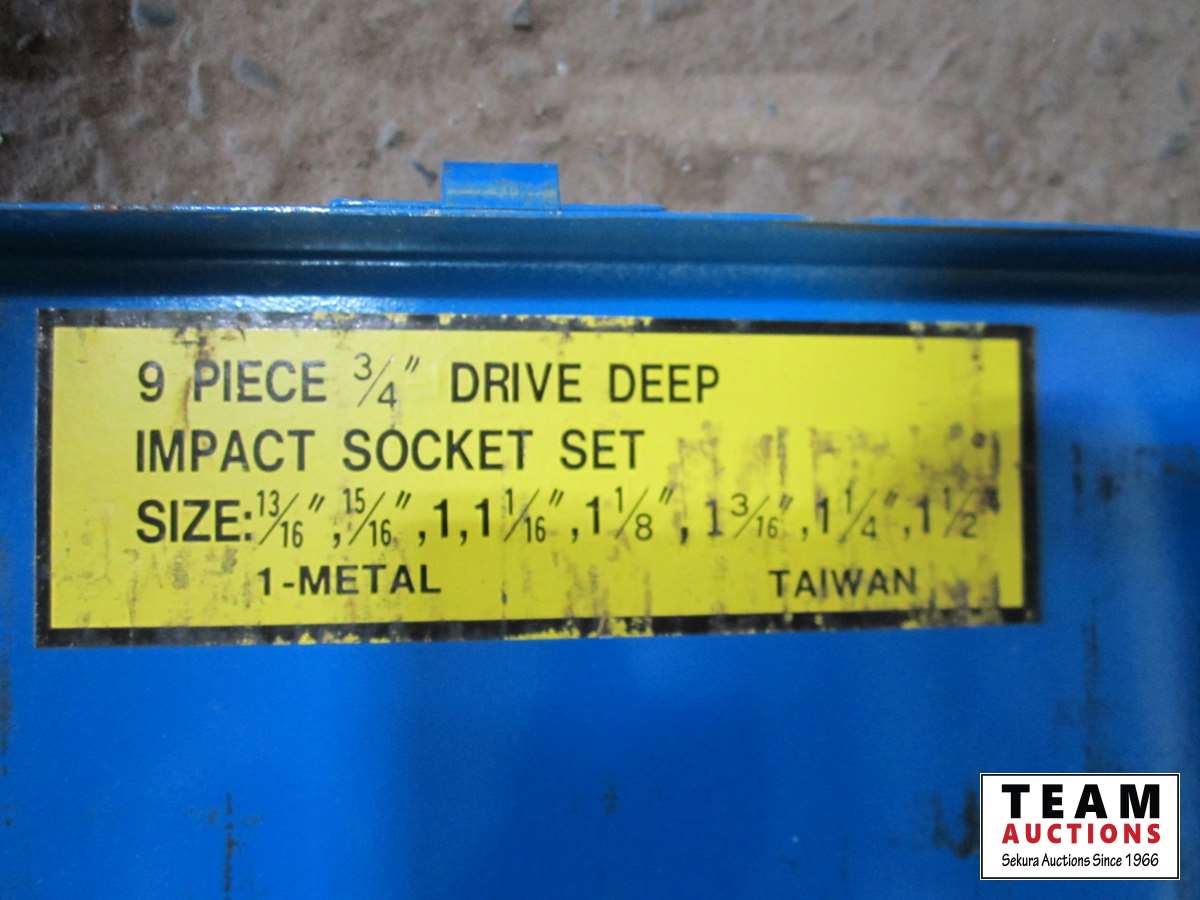 9 PIECE 3/4" DRIVE DEEP
IMPACT SOCKET SET
SIZE: 13/16", 15/16", 1, 1 1/16", 1 1/8", 1 3/16", 1 1/4", 1 1/2"
1-METAL TAIWAN
TEAM
AUCTIONS
Sekura Auctions Since 1966